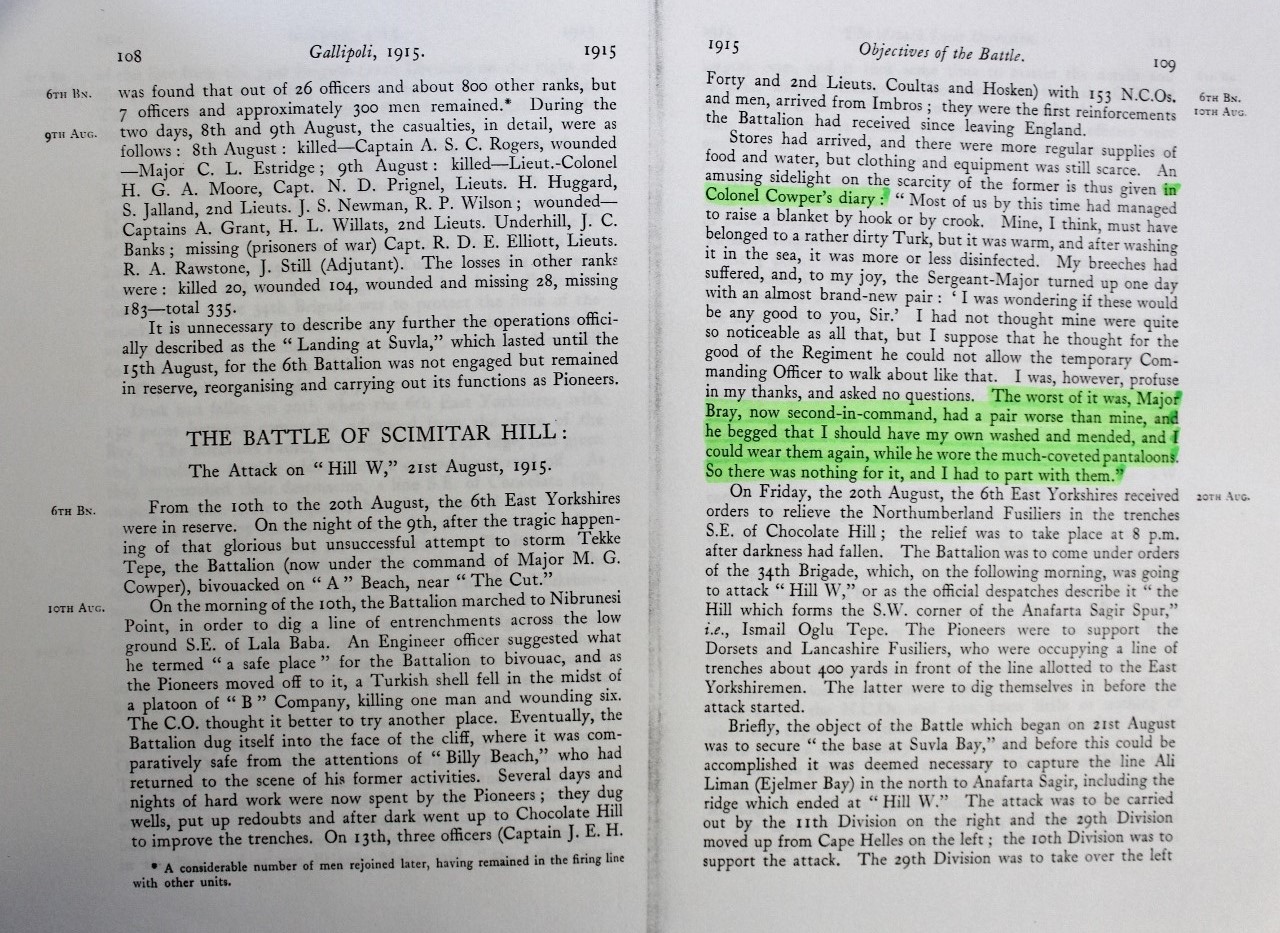 108 Gallipoli, 1915. 1915
6TH BN. was found that out of 26 officers and about 800 other ranks, but
7 officers and approximately 300 men remained.* During the
9TH AUG. two days, 8th and 9th August, the casualties, in detail, were as
follows: 8th August: killed—Captain A. S. C. Rogers, wounded
—Major C. L. Estridge; 9th August: killed—Lieut.-Colonel
H. G. A. Moore, Capt. N. D. Prignel, Lieuts. H. Huggard,
S. Jalland, 2nd Lieuts. J. S. Newman, R. P. Wilson; wounded—
Captains A. Grant, H. L. Willats, 2nd Lieuts. Underhill, J. C.
Banks; missing (prisoners of war) Capt. R. D. E. Elliott, Lieuts.
R. A. Rawstone, J. Still (Adjutant). The losses in other ranks
were: killed 20, wounded 104, wounded and missing 28, missing
183—total 335.
It is unnecessary to describe any further the operations offici-
ally described as the “Landing at Suvla,” which lasted until the
15th August, for the 6th Battalion was not engaged but remained
in reserve, reorganising and carrying out its functions as Pioneers.
THE BATTLE OF SCIMITAR HILL:
The Attack on “Hill W,” 21st August, 1915.
6TH BN. From the 10th to the 20th August, the 6th East Yorkshires
were in reserve. On the night of the 9th, after the tragic happen-
ing of that glorious but unsuccessful attempt to storm Tekke
Tepe, the Battalion (now under the command of Major M. G.
Cowper), bivouacked on “A” Beach, near “The Cut.”
10TH AUG. On the morning of the 10th, the Battalion marched to Nibrunesi
Point, in order to dig a line of entrenchments across the low
ground S.E. of Lala Baba. An Engineer officer suggested what
he termed “a safe place” for the Battalion to bivouac, and as
the Pioneers moved off to it, a Turkish shell fell in the midst of
a platoon of “B” Company, killing one man and wounding six.
The C.O. thought it better to try another place. Eventually, the
Battalion dug itself into the face of the cliff, where it was com-
paratively safe from the attentions of “Billy Beach,” who had
returned to the scene of his former activities. Several days and
nights of hard work were now spent by the Pioneers; they dug
wells, put up redoubts and after dark went up to Chocolate Hill
to improve the trenches. On 13th, three officers (Captain J. E. H.
* A considerable number of men rejoined later, having remained in the firing line
with other units.
1915 Objectives of the Battle. 109
Forty and 2nd Lieuts. Coultas and Hosken) with 153 N.C.Os. 6TH BN.
and men, arrived from Imbros; they were the first reinforcements 10TH AUG.
the Battalion had received since leaving England.
Stores had arrived, and there were more regular supplies of
food and water, but clothing and equipment was still scarce. An
amusing sidelight on the scarcity of the former is thus given in
Colonel Cowper’s diary: “Most of us by this time had managed
to raise a blanket by hook or by crook. Mine, I think, must have
belonged to a rather dirty Turk, but it was warm, and after washing
it in the sea, it was more or less disinfected. My breeches had
suffered, and, to my joy, the Sergeant-Major turned up one day
with an almost brand-new pair: ‘I was wondering if these would
be any good to you, Sir.’ I had not thought mine were quite
so noticeable as all that, but I suppose that he thought for the
good of the Regiment he could not allow the temporary Com-
manding Officer to walk about like that. I was, however, profuse
in my thanks, and asked no questions. The worst of it was, Major
Bray, now second-in-command, had a pair worse than mine, and
he begged that I should have my own washed and mended, and I
could wear them again, while he wore the much-coveted pantaloons.
So there was nothing for it, and I had to part with them.”
On Friday, the 20th August, the 6th East Yorkshires received 20TH AUG.
orders to relieve the Northumberland Fusiliers in the trenches
S.E. of Chocolate Hill; the relief was to take place at 8 p.m.
after darkness had fallen. The Battalion was to come under orders
of the 34th Brigade, which, on the following morning, was going
to attack “Hill W,” or as the official despatches describe it “the
Hill which forms the S.W. corner of the Anafarta Sagir Spur,”
i.e., Ismail Oglu Tepe. The Pioneers were to support the
Dorsets and Lancashire Fusiliers, who were occupying a line of
trenches about 400 yards in front of the line allotted to the East
Yorkshiremen. The latter were to dig themselves in before the
attack started.
Briefly, the object of the Battle which began on 21st August
was to secure “the base at Suvla Bay,” and before this could be
accomplished it was deemed necessary to capture the line Ali
Liman (Ejelmer Bay) in the north to Anafarta Sagir, including the
ridge which ended at “Hill W.” The attack was to be carried
out by the 11th Division on the right and the 29th Division
moved up from Cape Helles on the left; the 10th Division was to
support the attack. The 29th Division was to take over the left